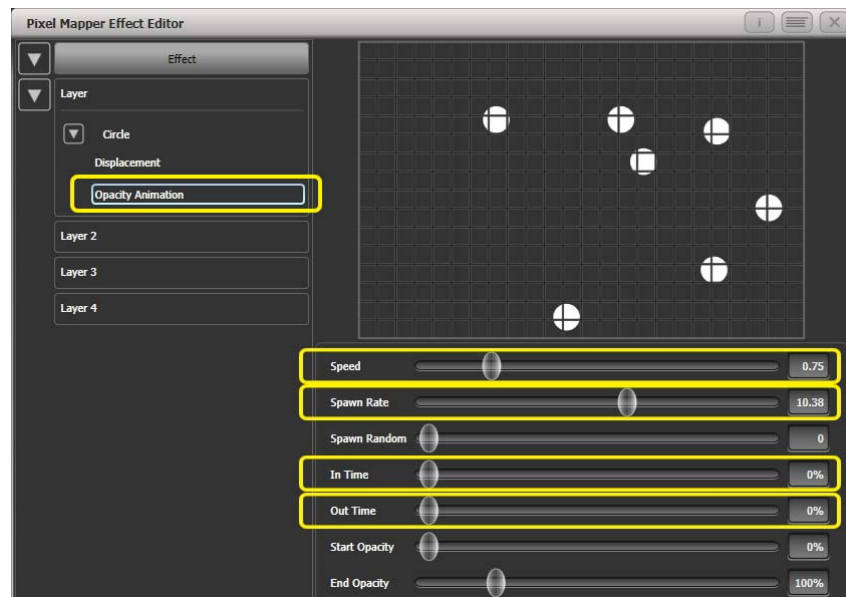 Pixel Mapper Effect Editor
i
X
Effect
Layer
Circle
Displacement
Opacity Animation
Layer 2
Layer 3
Layer 4
Speed 0.75
Spawn Rate 10.38
Spawn Random 0
In Time 0%
Out Time 0%
Start Opacity 0%
End Opacity 100%